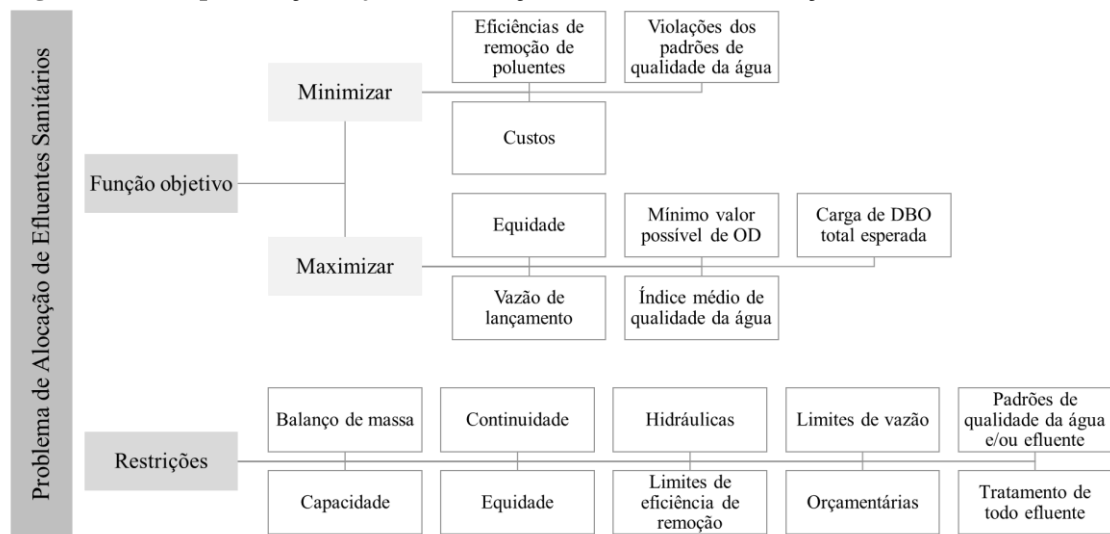 Problema de Alocação de Efluentes Sanitários
Função objetivo
Minimizar
Eficiências de
remoção de
poluentes
Violações dos
padrões de
qualidade da água
Custos
Maximizar
Equidade
Mínimo valor
possível de OD
Carga de DBO
total esperada
Vazão de
lançamento
Índice médio de
qualidade da água
Restrições
Balanço de massa
Continuidade
Hidráulicas
Limites de vazão
Padrões de
qualidade da água
e/ou efluente
Capacidade
Equidade
Limites de
eficiência de
remoção
Orçamentárias
Tratamento de
todo efluente